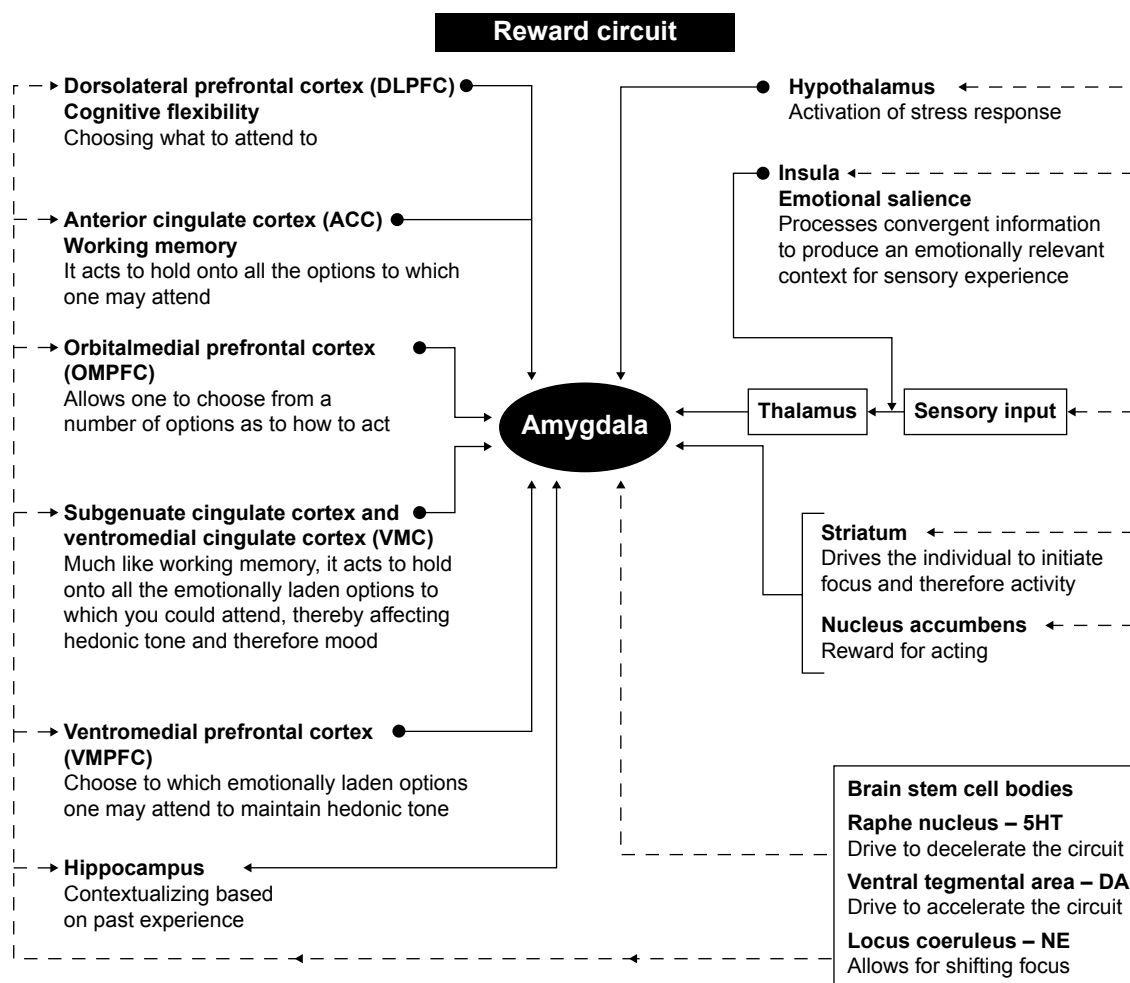 Reward circuit
Dorsolateral prefrontal cortex (DLPFC)
Cognitive flexibility
Choosing what to attend to
Anterior cingulate cortex (ACC)
Working memory
It acts to hold onto all the options to which
one may attend
Orbitalmedial prefrontal cortex
(OMPFC)
Allows one to choose from a
number of options as to how to act
Subgenuate cingulate cortex and
ventromedial cingulate cortex (VMC)
Much like working memory, it acts to hold
onto all the emotionally laden options to
which you could attend, thereby affecting
hedonic tone and therefore mood
Ventromedial prefrontal cortex
(VMPFC)
Choose to which emotionally laden options
one may attend to maintain hedonic tone
Hippocampus
Contextualizing based
on past experience
Amygdala
Hypothalamus
Activation of stress response
Insula
Emotional salience
Processes convergent information
to produce an emotionally relevant
context for sensory experience
Thalamus
Sensory input
Striatum
Drives the individual to initiate
focus and therefore activity
Nucleus accumbens
Reward for acting
Brain stem cell bodies
Raphe nucleus – 5HT
Drive to decelerate the circuit
Ventral tegmental area – DA
Drive to accelerate the circuit
Locus coeruleus – NE
Allows for shifting focus